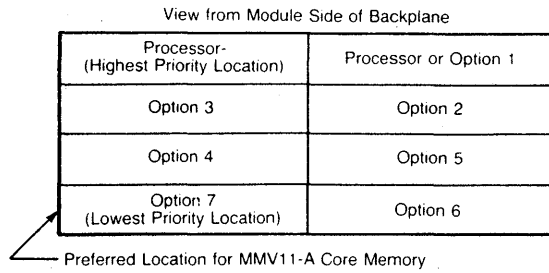 View from Module Side of Backplane
Processor-
(Highest Priority Location)
Processor or Option 1
Option 3
Option 2
Option 4
Option 5
Option 7
(Lowest Priority Location)
Option 6
Preferred Location for MMV11-A Core Memory